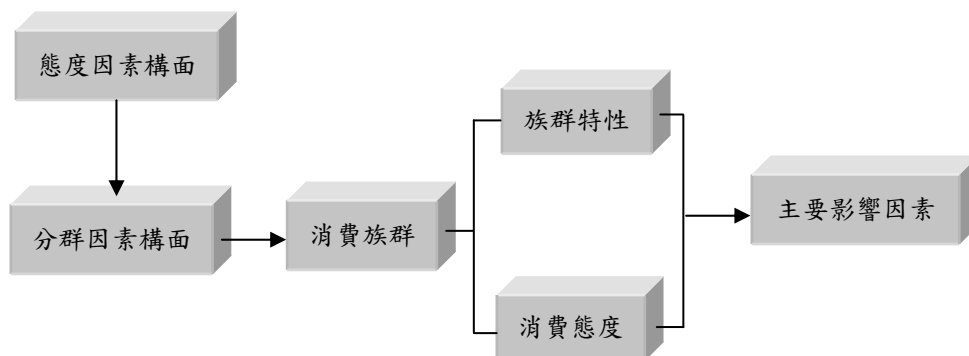 態度因素構面
族群特性
分群因素構面
消費族群
主要影響因素
消費態度